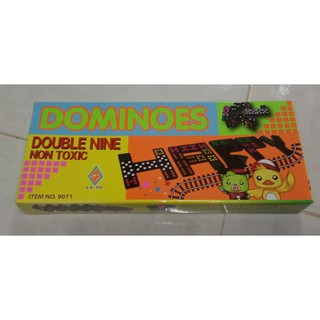 DOMINOES
DOUBLE NINE
NON TOXIC
ITEM NO. 9071